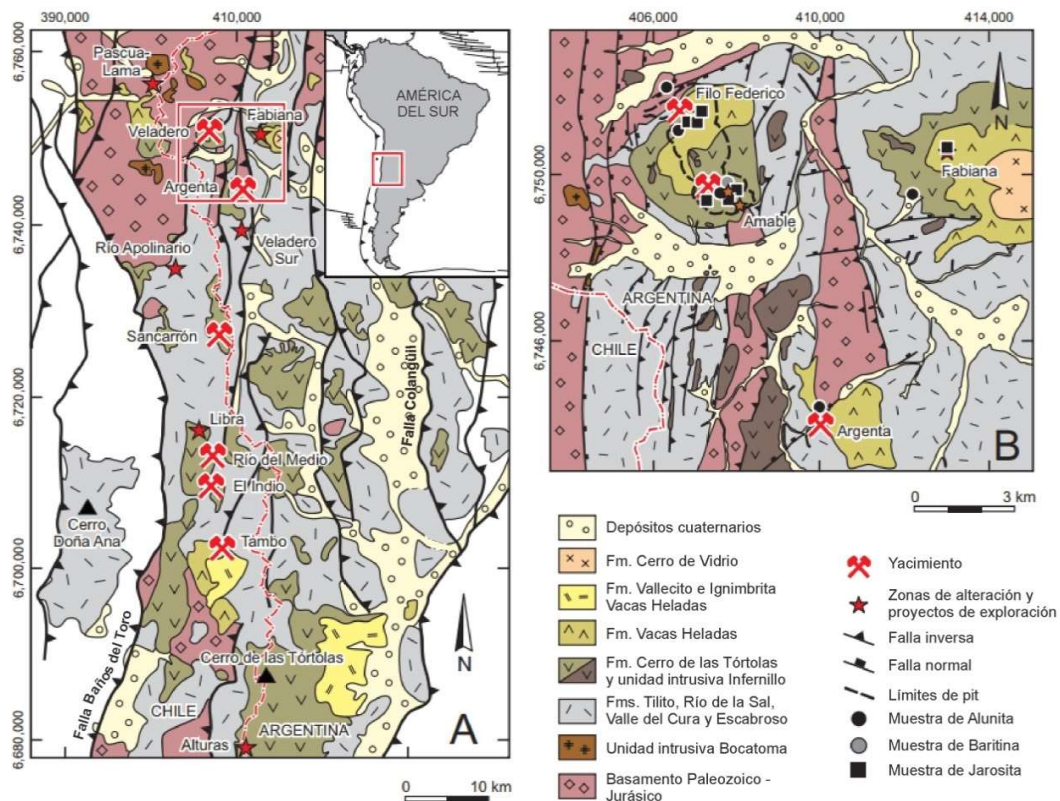 390,000
410,000
6,760,000
6,740,000
6,720,000
6,700,000
6,680,000
Pascua-
Lama
Veladero
Fabiana
Argenta
Río Apolinario
Veladero
Sur
Sancarrón
Libra
Río del Medio
El Indio
Cerro
Doña Ana
Tambo
Cerro de las Tórtolas
CHILE
ARGENTINA
Alturas
Falla Baños del Toro
Falla Colangüil
AMÉRICA
DEL SUR
N
A
0 10 km
406,000
410,000
414,000
6,750,000
6,746,000
Filo Federico
Fabiana
Amable
ARGENTINA
CHILE
Argenta
N
B
0 3 km
Depósitos cuaternarios
Fm. Cerro de Vidrio
Fm. Vallecito e Ignimbrita
Vacas Heladas
Fm. Vacas Heladas
Fm. Cerro de las Tórtolas
y unidad intrusiva Infernillo
Fms. Tilito, Río de la Sal,
Valle del Cura y Escabroso
Unidad intrusiva Bocatoma
Basamento Paleozoico -
Jurásico
Yacimiento
Zonas de alteración y
proyectos de exploración
Falla inversa
Falla normal
Límites de pit
Muestra de Alunita
Muestra de Baritina
Muestra de Jarosita